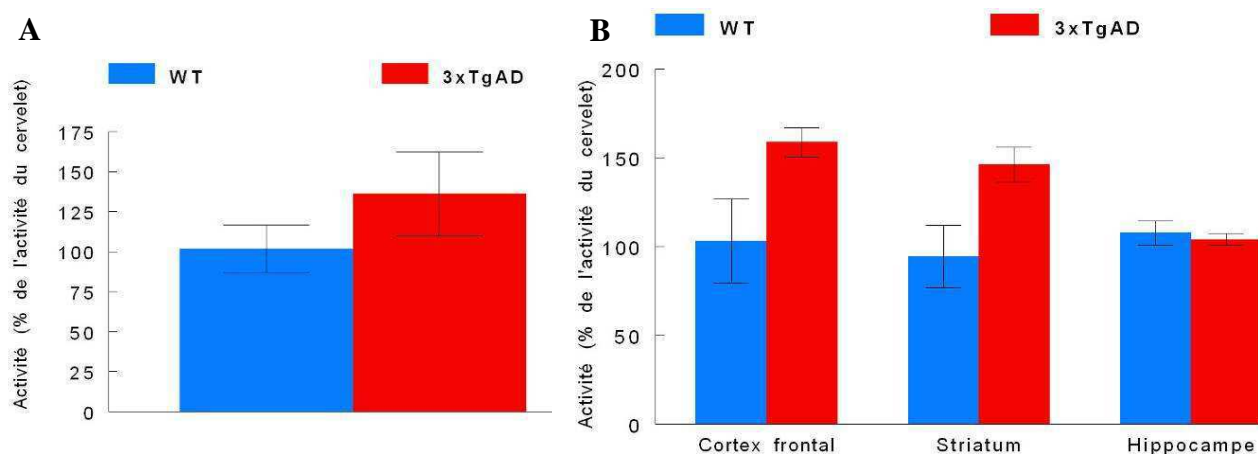 A
WT
3xTgAD
Activité (% de l'activité du cervelet)
175
150
125
100
75
50
25
0
B
WT
3xTgAD
Activité (% de l'activité du cervelet)
200
150
100
50
0
Cortex frontal
Striatum
Hippocampe